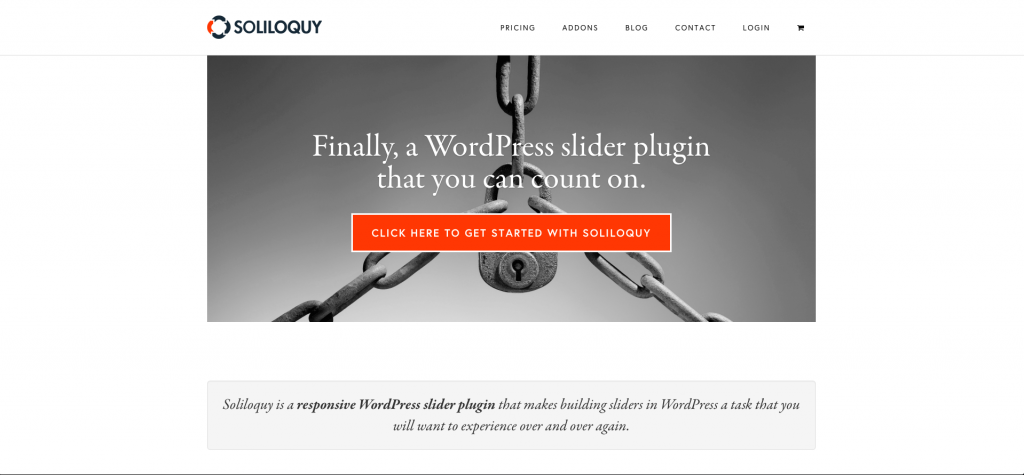 SOLILOQUY
PRICING ADDONS BLOG CONTACT LOGIN
Finally, a WordPress slider plugin
that you can count on.
CLICK HERE TO GET STARTED WITH SOLILOQUY
Soliloquy is a responsive WordPress slider plugin that makes building sliders in WordPress a task that you
will want to experience over and over again.